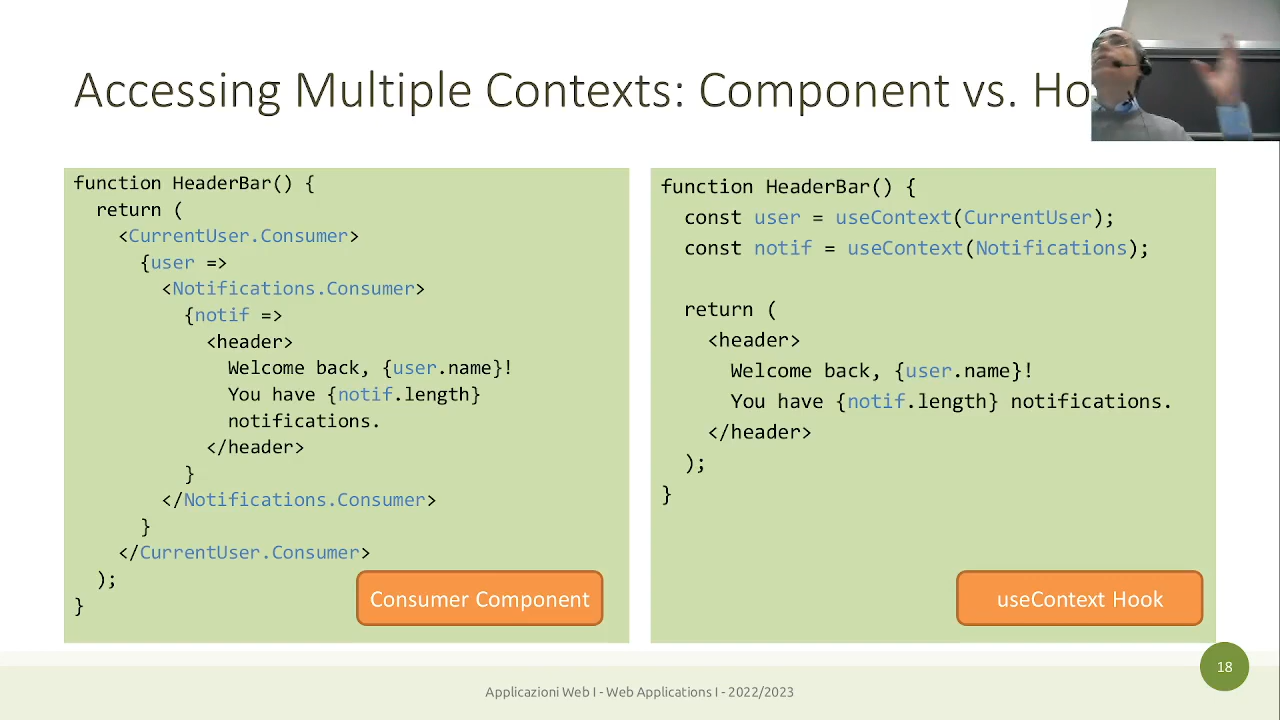 Accessing Multiple Contexts: Component vs.
function HeaderBar() {
  return (
    <CurrentUser.Consumer>
      {user =>
        <Notifications.Consumer>
          {notif =>
            <header>
              Welcome back, {user.name}!
              You have {notif.length}
              notifications.
            </header>
          }
        </Notifications.Consumer>
      }
    </CurrentUser.Consumer>
  );
}
Consumer Component
function HeaderBar() {
  const user = useContext(CurrentUser);
  const notif = useContext(Notifications);
  return (
    <header>
      Welcome back, {user.name}!
      You have {notif.length} notifications.
    </header>
  );
}
useContext Hook
18
Applicazioni Web I - Web Applications I - 2022/2023